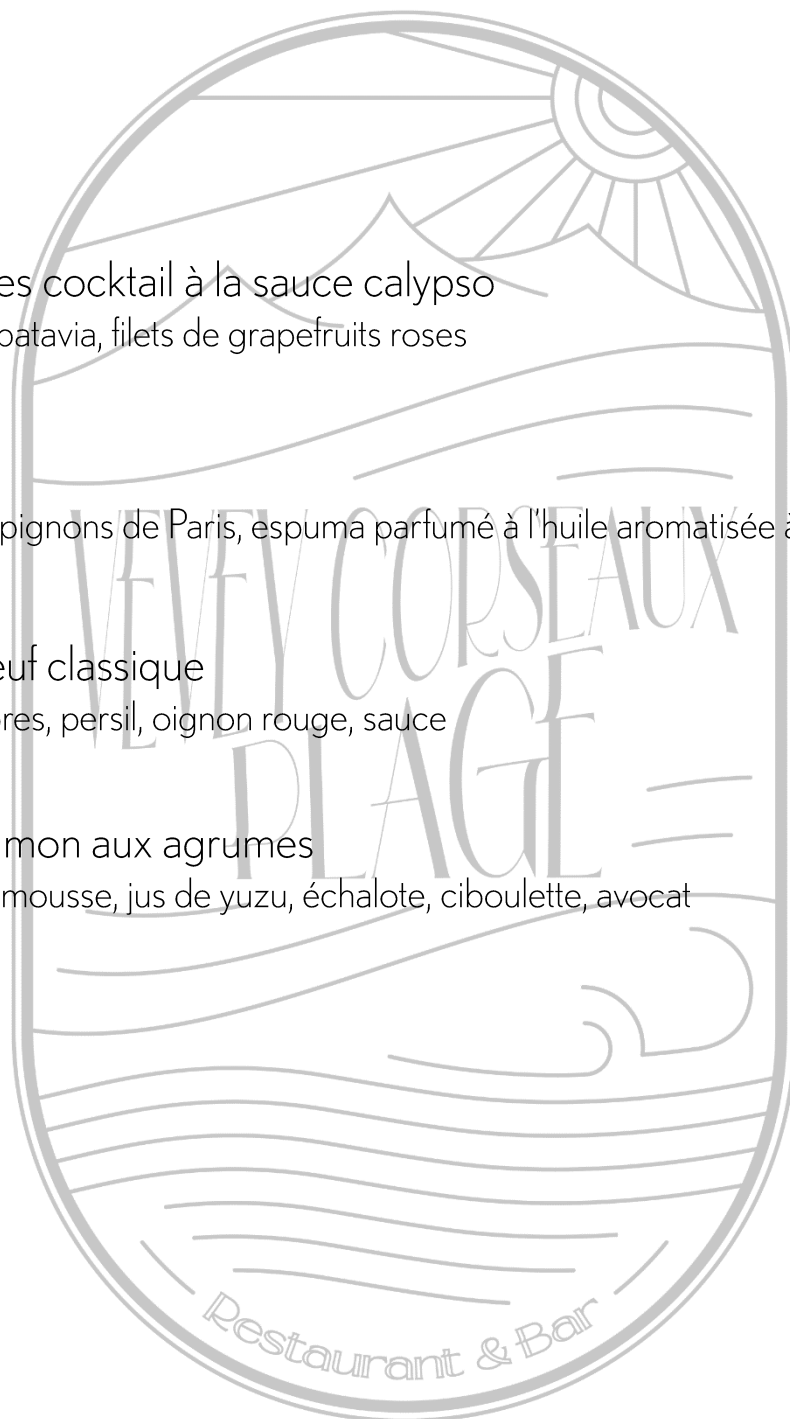 es cocktail à la sauce calypso
patavia, filets de grapefruits roses
pignons de Paris, espuma parfumé à l'huile aromatisée à
VEVEY CORSEAUX
euf classique
res, persil, oignon rouge, sauce
PLAGE
mon aux agrumes
mousse, jus de yuzu, échalote, ciboulette, avocat
Restaurant & Bar